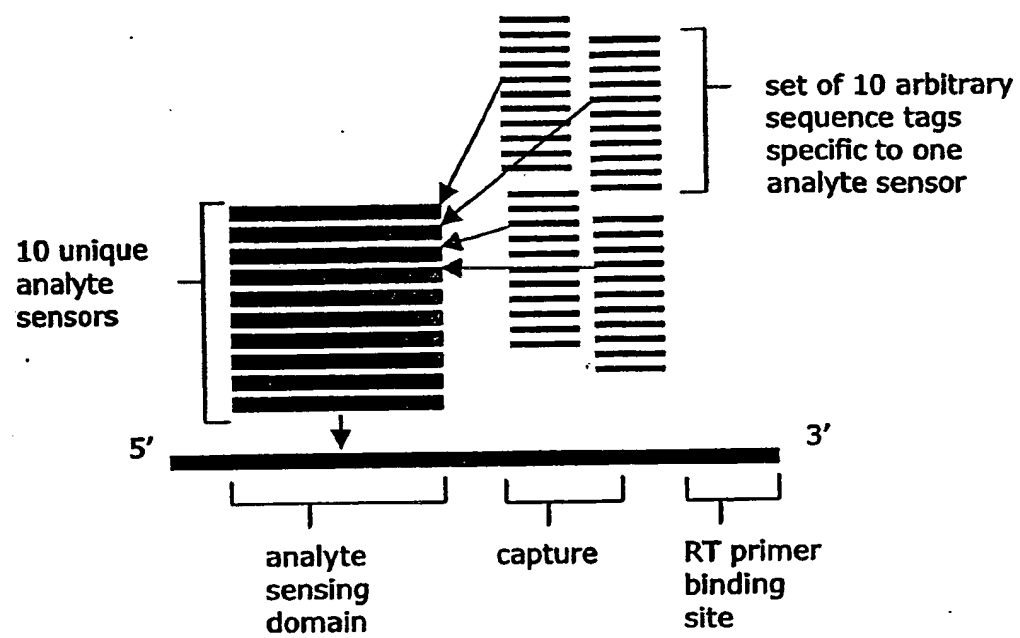 set of 10 arbitrary
sequence tags
specific to one
analyte sensor
10 unique
analyte
sensors
5′
3′
analyte
sensing
domain
capture
RT primer
binding
site